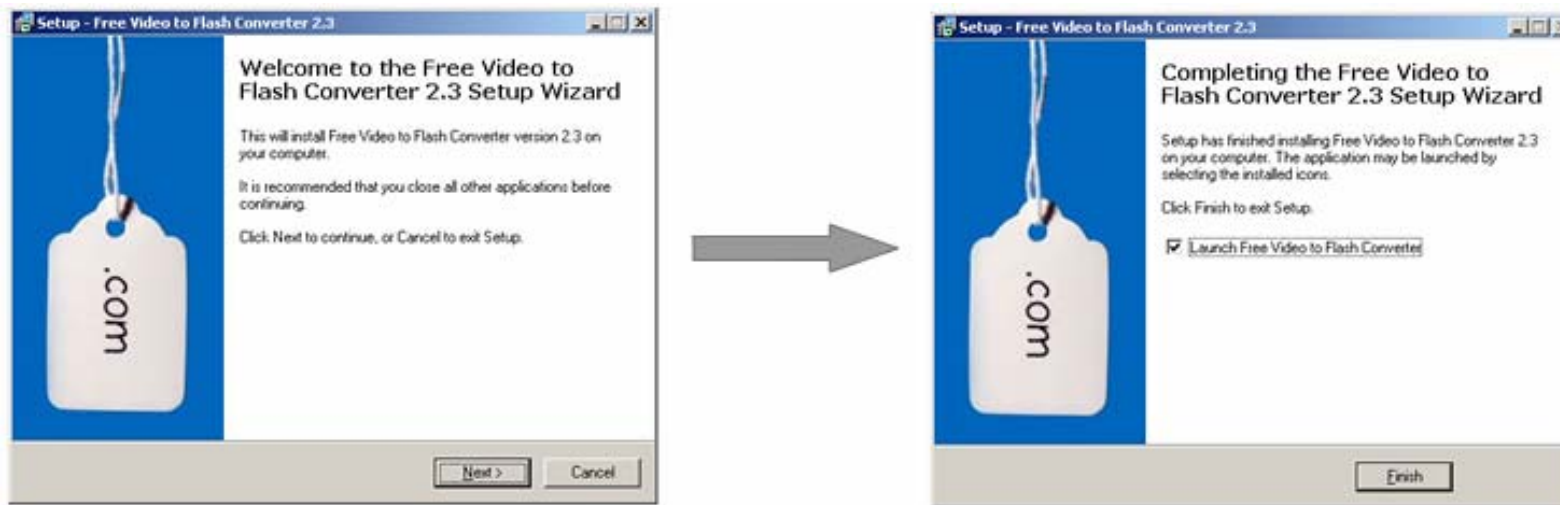 Setup - Free Video to Flash Converter 2.3
Welcome to the Free Video to
Flash Converter 2.3 Setup Wizard
This will install Free Video to Flash Converter version 2.3 on
your computer.
It is recommended that you close all other applications before
continuing.
Click Next to continue, or Cancel to exit Setup.
.com
Next >
Cancel
Setup - Free Video to Flash Converter 2.3
Completing the Free Video to
Flash Converter 2.3 Setup Wizard
Setup has finished installing Free Video to Flash Converter 2.3
on your computer. The application may be launched by
selecting the installed icons.
Click Finish to exit Setup.
Launch Free Video to Flash Converter
.com
Finish